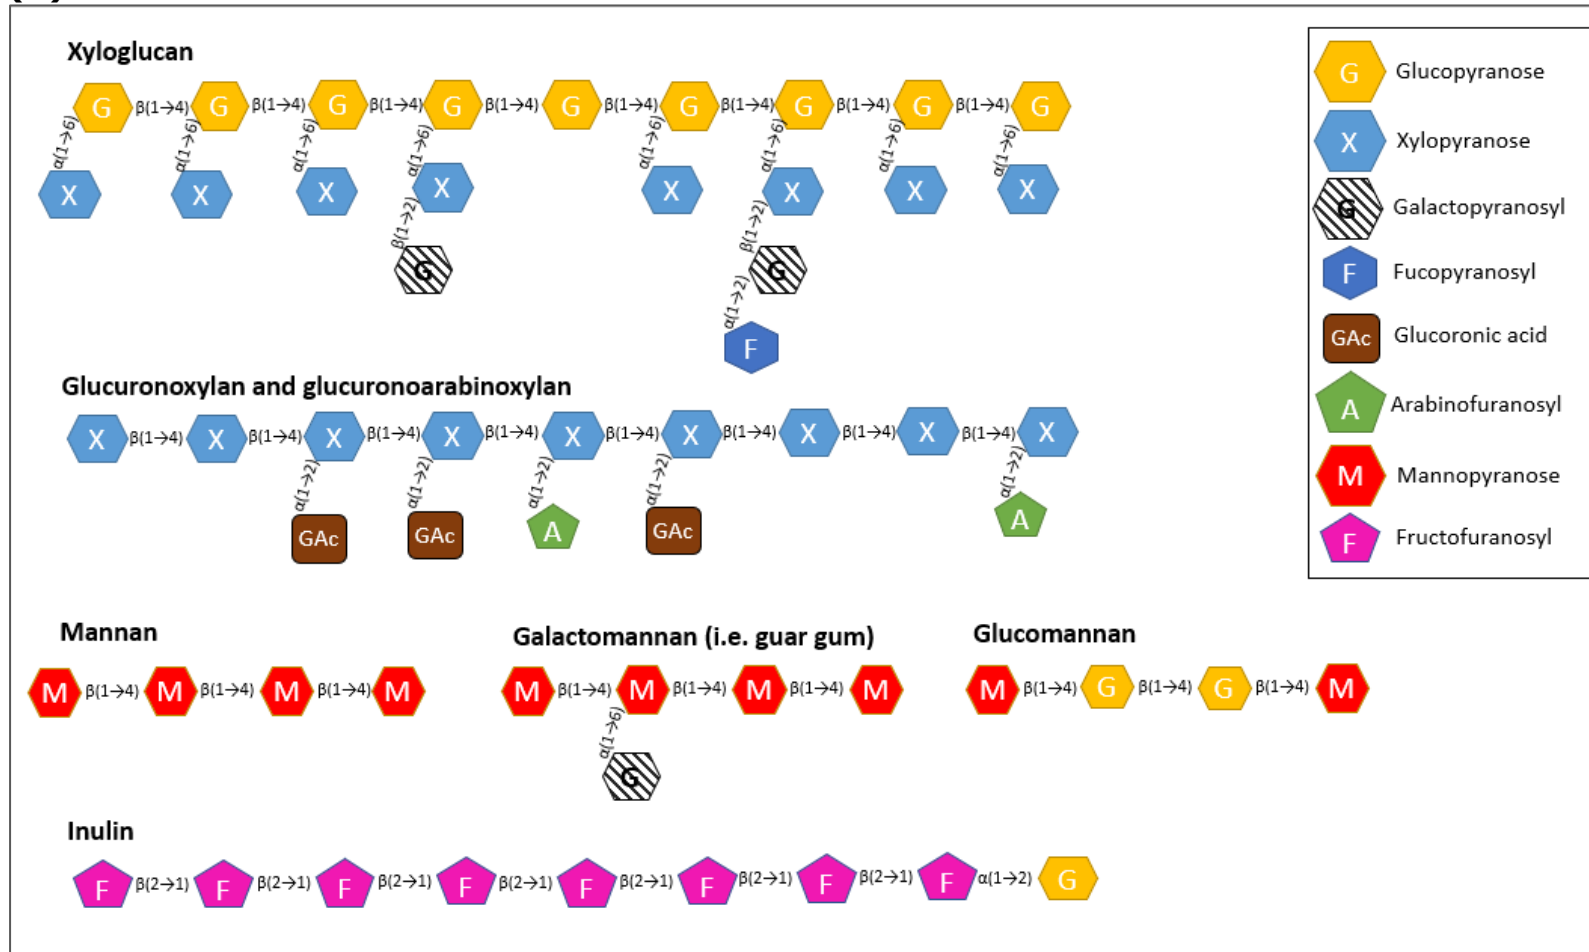 Xyloglucan
G β(1→4) G β(1→4) G β(1→4) G β(1→4) G β(1→4) G β(1→4) G β(1→4) G β(1→4) G
α(1→6) α(1→6) α(1→6) α(1→6) α(1→6) α(1→6) α(1→6) α(1→6)
X X X X X X X X
β(1→2) β(1→2)
G G
α(1→2)
F
Glucuronoxylan and glucuronoarabinoxylan
X β(1→4) X β(1→4) X β(1→4) X β(1→4) X β(1→4) X β(1→4) X β(1→4) X β(1→4) X
α(1→2) α(1→2) α(1→2) α(1→2) α(1→2)
GAc GAc A GAc A
Mannan
M β(1→4) M β(1→4) M β(1→4) M
Galactomannan (i.e. guar gum)
M β(1→4) M β(1→4) M β(1→4) M
α(1→6)
G
Glucomannan
M β(1→4) G β(1→4) G β(1→4) M
Inulin
F β(2→1) F β(2→1) F β(2→1) F β(2→1) F β(2→1) F β(2→1) F β(2→1) F α(1→2) G
G Glucopyranose
X Xylopyranose
G Galactopyranosyl
F Fucopyranosyl
GAc Glucoronic acid
A Arabinofuranosyl
M Mannopyranose
F Fructofuranosyl